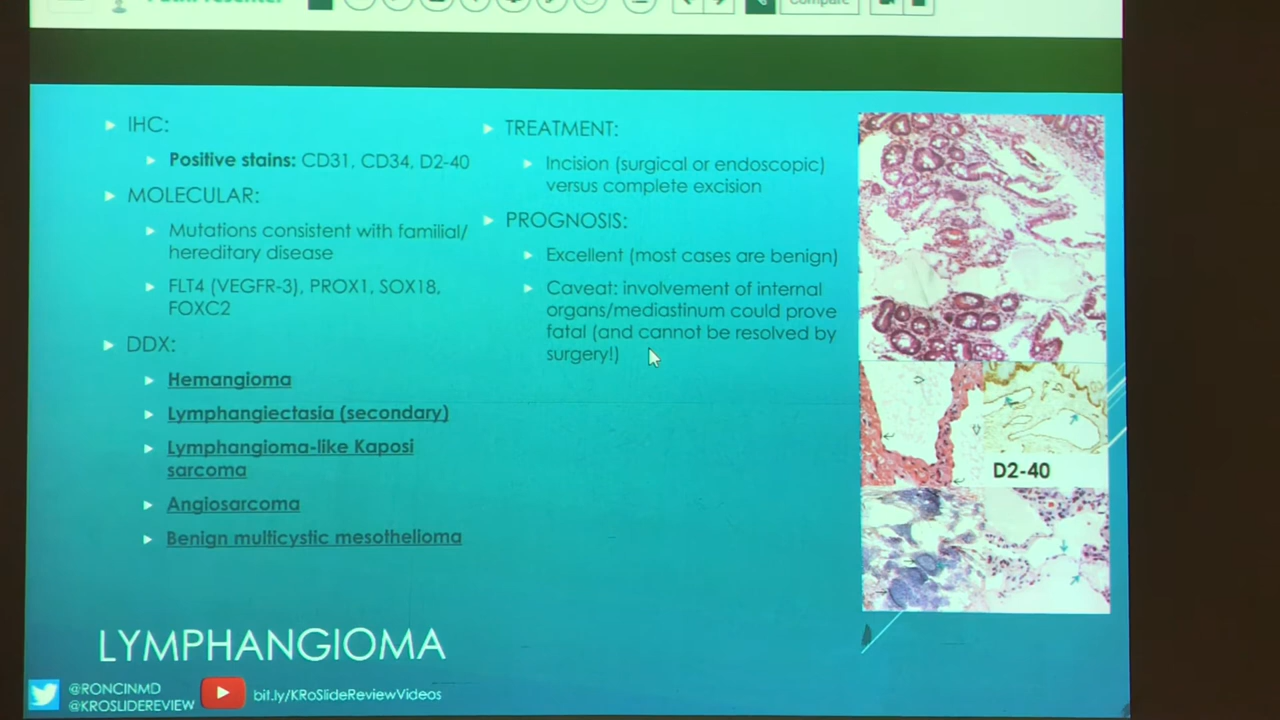 Compare
IHC:
Positive stains: CD31, CD34, D2-40
MOLECULAR:
Mutations consistent with familial/
hereditary disease
FLT4 (VEGFR-3), PROX1, SOX18,
FOXC2
DDX:
Hemangioma
Lymphangiectasia (secondary)
Lymphangioma-like Kaposi
sarcoma
Angiosarcoma
Benign multicystic mesothelioma
TREATMENT:
Incision (surgical or endoscopic)
versus complete excision
PROGNOSIS:
Excellent (most cases are benign)
Caveat: involvement of internal
organs/mediastinum could prove
fatal (and cannot be resolved by
surgery!)
D2-40
LYMPHANGIOMA
@RONCINMD
@KROSLIDEREVIEW
bit.ly/KRoSlideReviewVideos